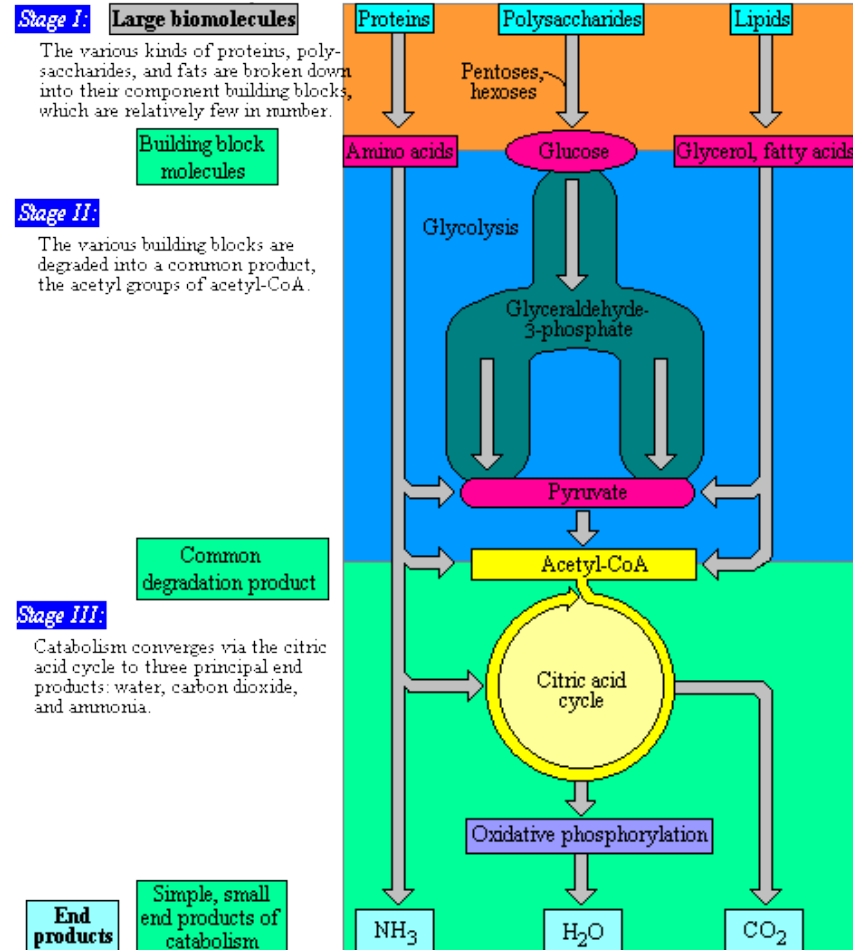 Stage I:
Large biomolecules
The various kinds of proteins, poly-
saccharides, and fats are broken down
into their component building blocks,
which are relatively few in number.
Building block
molecules
Stage II:
The various building blocks are
degraded into a common product,
the acetyl groups of acetyl-CoA.
Common
degradation product
Stage III:
Catabolism converges via the citric
acid cycle to three principal end
products: water, carbon dioxide,
and ammonia.
End
products
Simple, small
end products of
catabolism
Proteins
Polysaccharides
Lipids
Pentoses,
hexoses
Amino acids
Glucose
Glycerol, fatty acids
Glycolysis
Glyceraldehyde-
3-phosphate
Pyruvate
Acetyl-CoA
Citric acid
cycle
Oxidative phosphorylation
NH₃
H₂O
CO₂